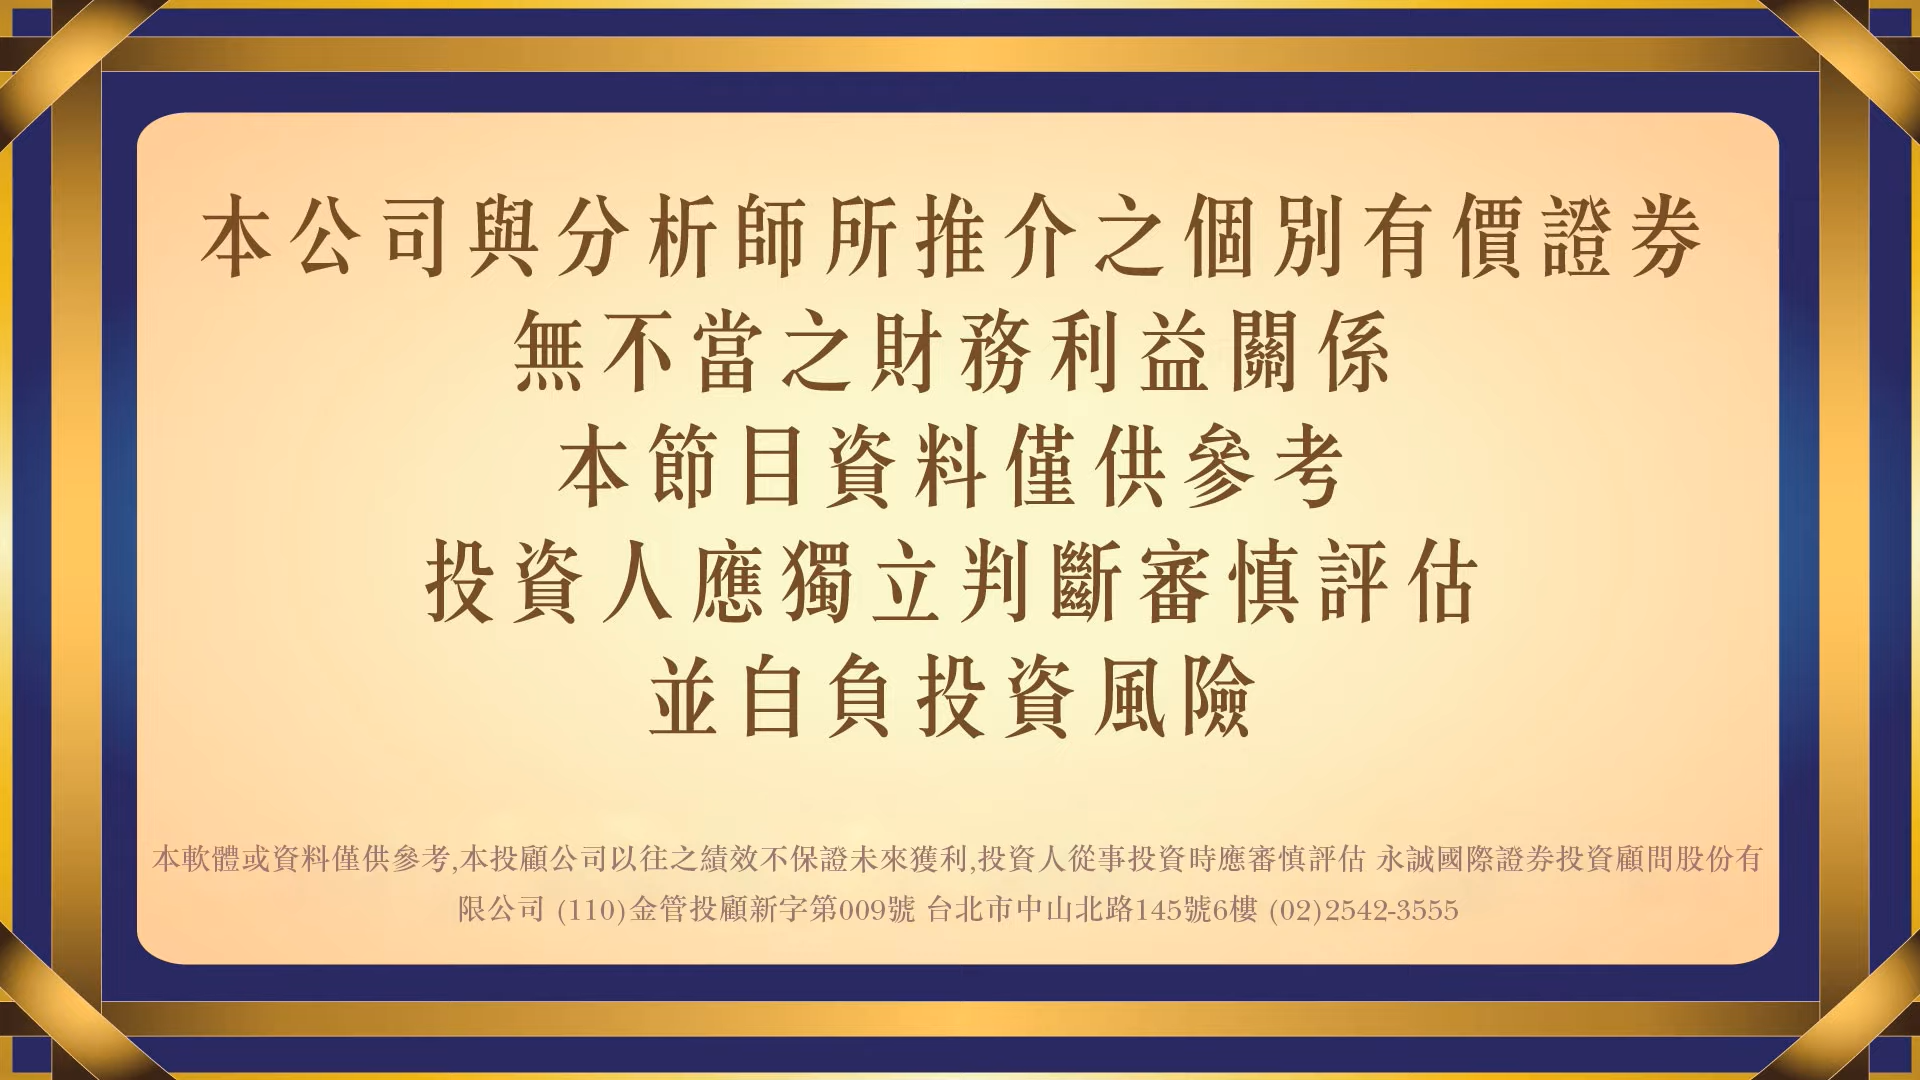 本公司與分析師所推介之個別有價證券
無不當之財務利益關係
本節目資料僅供參考
投資人應獨立判斷審慎評估
並自負投資風險
本軟體或資料僅供參考,本投顧公司以往之績效不保證未來獲利,投資人從事投資時應審慎評估 永誠國際證券投資顧問股份有
限公司 (110)金管投顧新字第009號 台北市中山北路145號6樓 (02)2542-3555